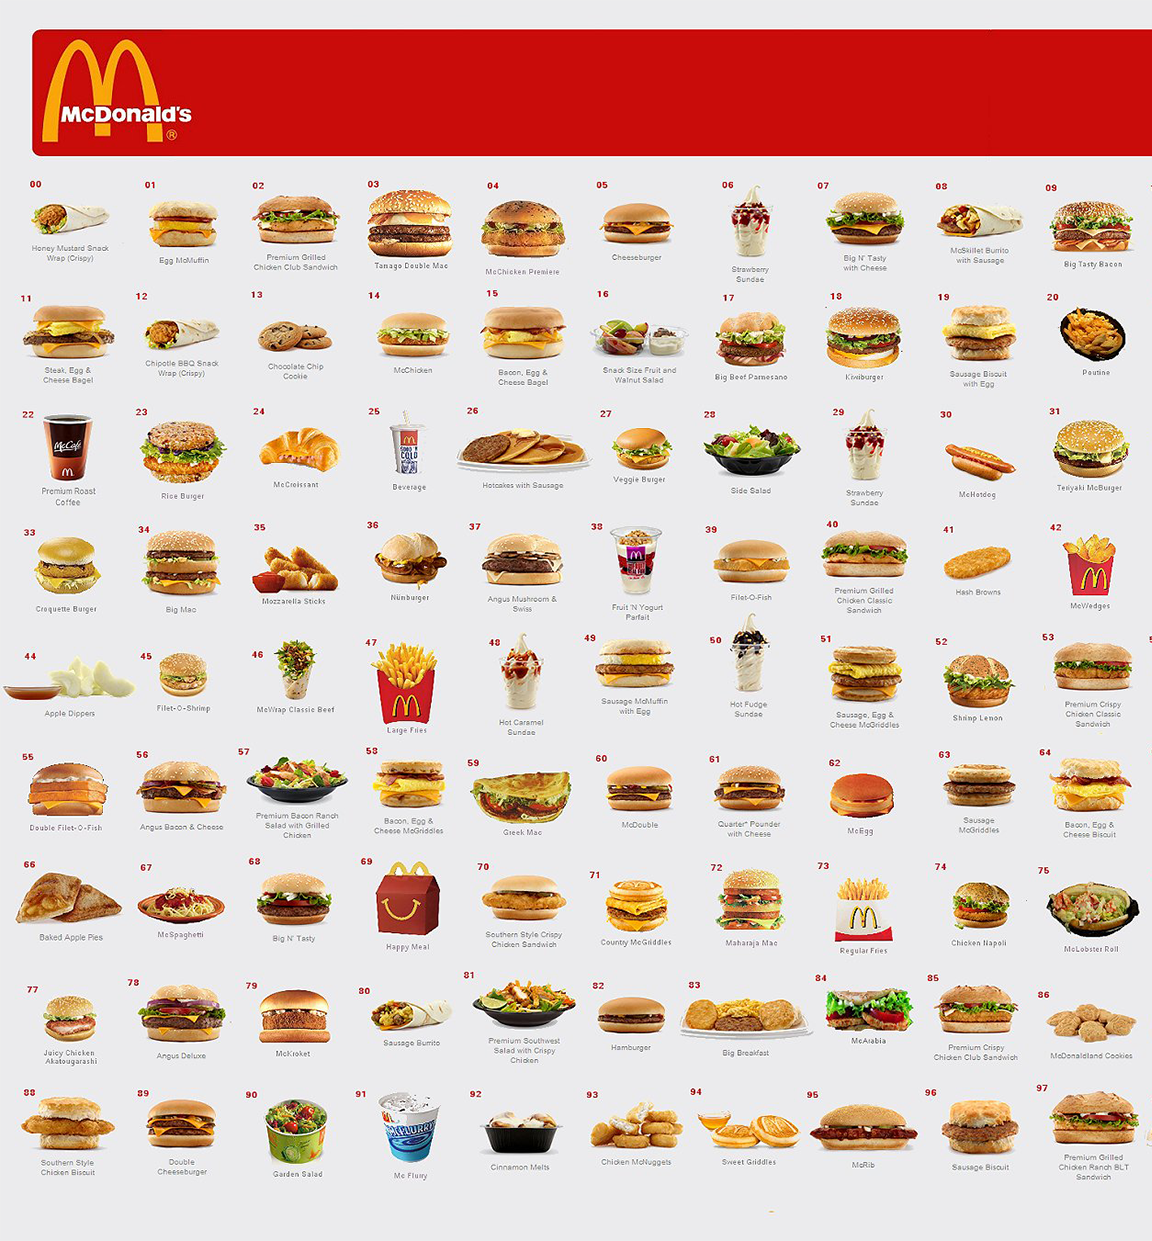 McDonald's®
00 01 02 03 04 05 06 07 08 09
Honey Mustard Snack
Wrap (Crispy)
Egg McMuffin
Premium Grilled
Chicken Club Sandwich
Tamago Double Mac
McChicken Premiere
Cheeseburger
Strawberry
Sundae
Big N' Tasty
with Cheese
McSkillet Burrito
with Sausage
Big Tasty Bacon
11 12 13 14 15 16 17 18 19 20
Steak, Egg &
Cheese Bagel
Chipotle BBQ Snack
Wrap (Crispy)
Chocolate Chip
Cookie
McChicken
Bacon, Egg &
Cheese Bagel
Snack Size Fruit and
Walnut Salad
Big Beef Parmesano
Kiwiburger
Sausage Biscuit
with Egg
Poutine
22 23 24 25 26 27 28 29 30 31
McCafé
Premium Roast
Coffee
Rice Burger
McCroissant
Beverage
Hotcakes with Sausage
Veggie Burger
Side Salad
Strawberry
Sundae
McHotdog
Teriyaki McBurger
33 34 35 36 37 38 39 40 41 42
Croquette Burger
Big Mac
Mozzarella Sticks
Nürnburger
Angus Mushroom &
Swiss
Fruit 'N Yogurt
Parfait
Filet-O-Fish
Premium Grilled
Chicken Classic
Sandwich
Hash Browns
McWedges
44 45 46 47 48 49 50 51 52 53
Apple Dippers
Filet-O-Shrimp
McWrap Classic Beef
Large Fries
Hot Caramel
Sundae
Sausage McMuffin
with Egg
Hot Fudge
Sundae
Sausage, Egg &
Cheese McGriddles
Shrimp Lemon
Premium Crispy
Chicken Classic
Sandwich
55 56 57 58 59 60 61 62 63 64
Double Filet-O-Fish
Angus Bacon & Cheese
Premium Bacon Ranch
Salad with Grilled
Chicken
Bacon, Egg &
Cheese McGriddles
Greek Mac
McDouble
Quarter* Pounder
with Cheese
McEgg
Sausage
McGriddles
Bacon, Egg &
Cheese Biscuit
66 67 68 69 70 71 72 73 74 75
Baked Apple Pies
McSpaghetti
Big N' Tasty
Happy Meal
Southern Style Crispy
Chicken Sandwich
Country McGriddles
Maharaja Mac
Regular Fries
Chicken Napoli
McLobster Roll
77 78 79 80 81 82 83 84 85 86
Juicy Chicken
Akatougarashi
Angus Deluxe
McKroket
Sausage Burrito
Premium Southwest
Salad with Crispy
Chicken
Hamburger
Big Breakfast
McArabia
Premium Crispy
Chicken Club Sandwich
McDonaldland Cookies
88 89 90 91 92 93 94 95 96 97
Southern Style
Chicken Biscuit
Double
Cheeseburger
Garden Salad
Mc Flurry
Cinnamon Melts
Chicken McNuggets
Sweet Griddles
McRib
Sausage Biscuit
Premium Grilled
Chicken Ranch BLT
Sandwich